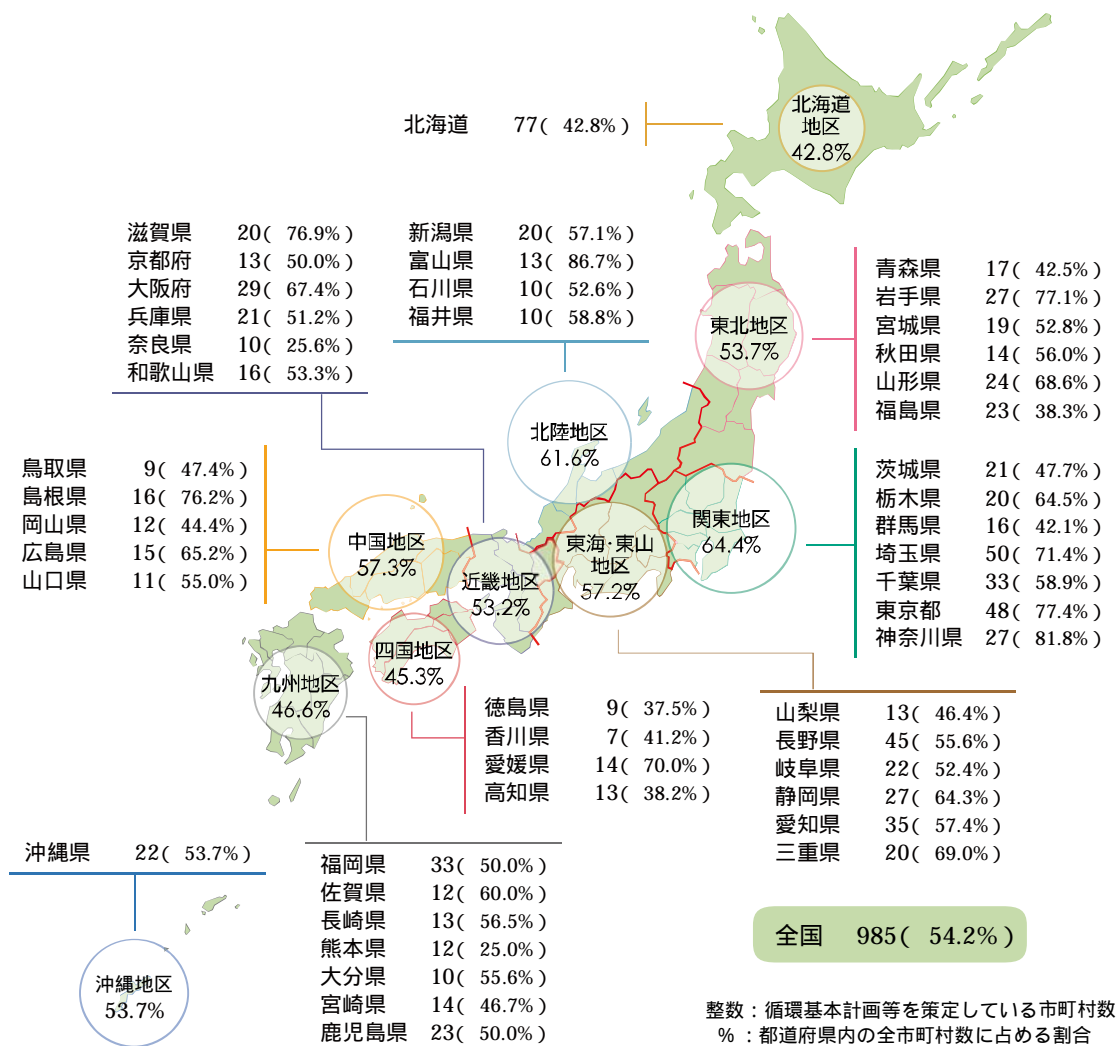 北海道 77( 42.8%)
北海道
地区
42.8%
滋賀県 20( 76.9%)
京都府 13( 50.0%)
大阪府 29( 67.4%)
兵庫県 21( 51.2%)
奈良県 10( 25.6%)
和歌山県 16( 53.3%)
新潟県 20( 57.1%)
富山県 13( 86.7%)
石川県 10( 52.6%)
福井県 10( 58.8%)
青森県 17( 42.5%)
岩手県 27( 77.1%)
宮城県 19( 52.8%)
秋田県 14( 56.0%)
山形県 24( 68.6%)
福島県 23( 38.3%)
東北地区
53.7%
北陸地区
61.6%
鳥取県 9( 47.4%)
島根県 16( 76.2%)
岡山県 12( 44.4%)
広島県 15( 65.2%)
山口県 11( 55.0%)
中国地区
57.3%
近畿地区
53.2%
東海・東山
地区
57.2%
関東地区
64.4%
茨城県 21( 47.7%)
栃木県 20( 64.5%)
群馬県 16( 42.1%)
埼玉県 50( 71.4%)
千葉県 33( 58.9%)
東京都 48( 77.4%)
神奈川県 27( 81.8%)
四国地区
45.3%
九州地区
46.6%
徳島県 9( 37.5%)
香川県 7( 41.2%)
愛媛県 14( 70.0%)
高知県 13( 38.2%)
山梨県 13( 46.4%)
長野県 45( 55.6%)
岐阜県 22( 52.4%)
静岡県 27( 64.3%)
愛知県 35( 57.4%)
三重県 20( 69.0%)
沖縄県 22( 53.7%)
沖縄地区
53.7%
福岡県 33( 50.0%)
佐賀県 12( 60.0%)
長崎県 13( 56.5%)
熊本県 12( 25.0%)
大分県 10( 55.6%)
宮崎県 14( 46.7%)
鹿児島県 23( 50.0%)
全国 985( 54.2%)
整数：循環基本計画等を策定している市町村数
%：都道府県内の全市町村数に占める割合